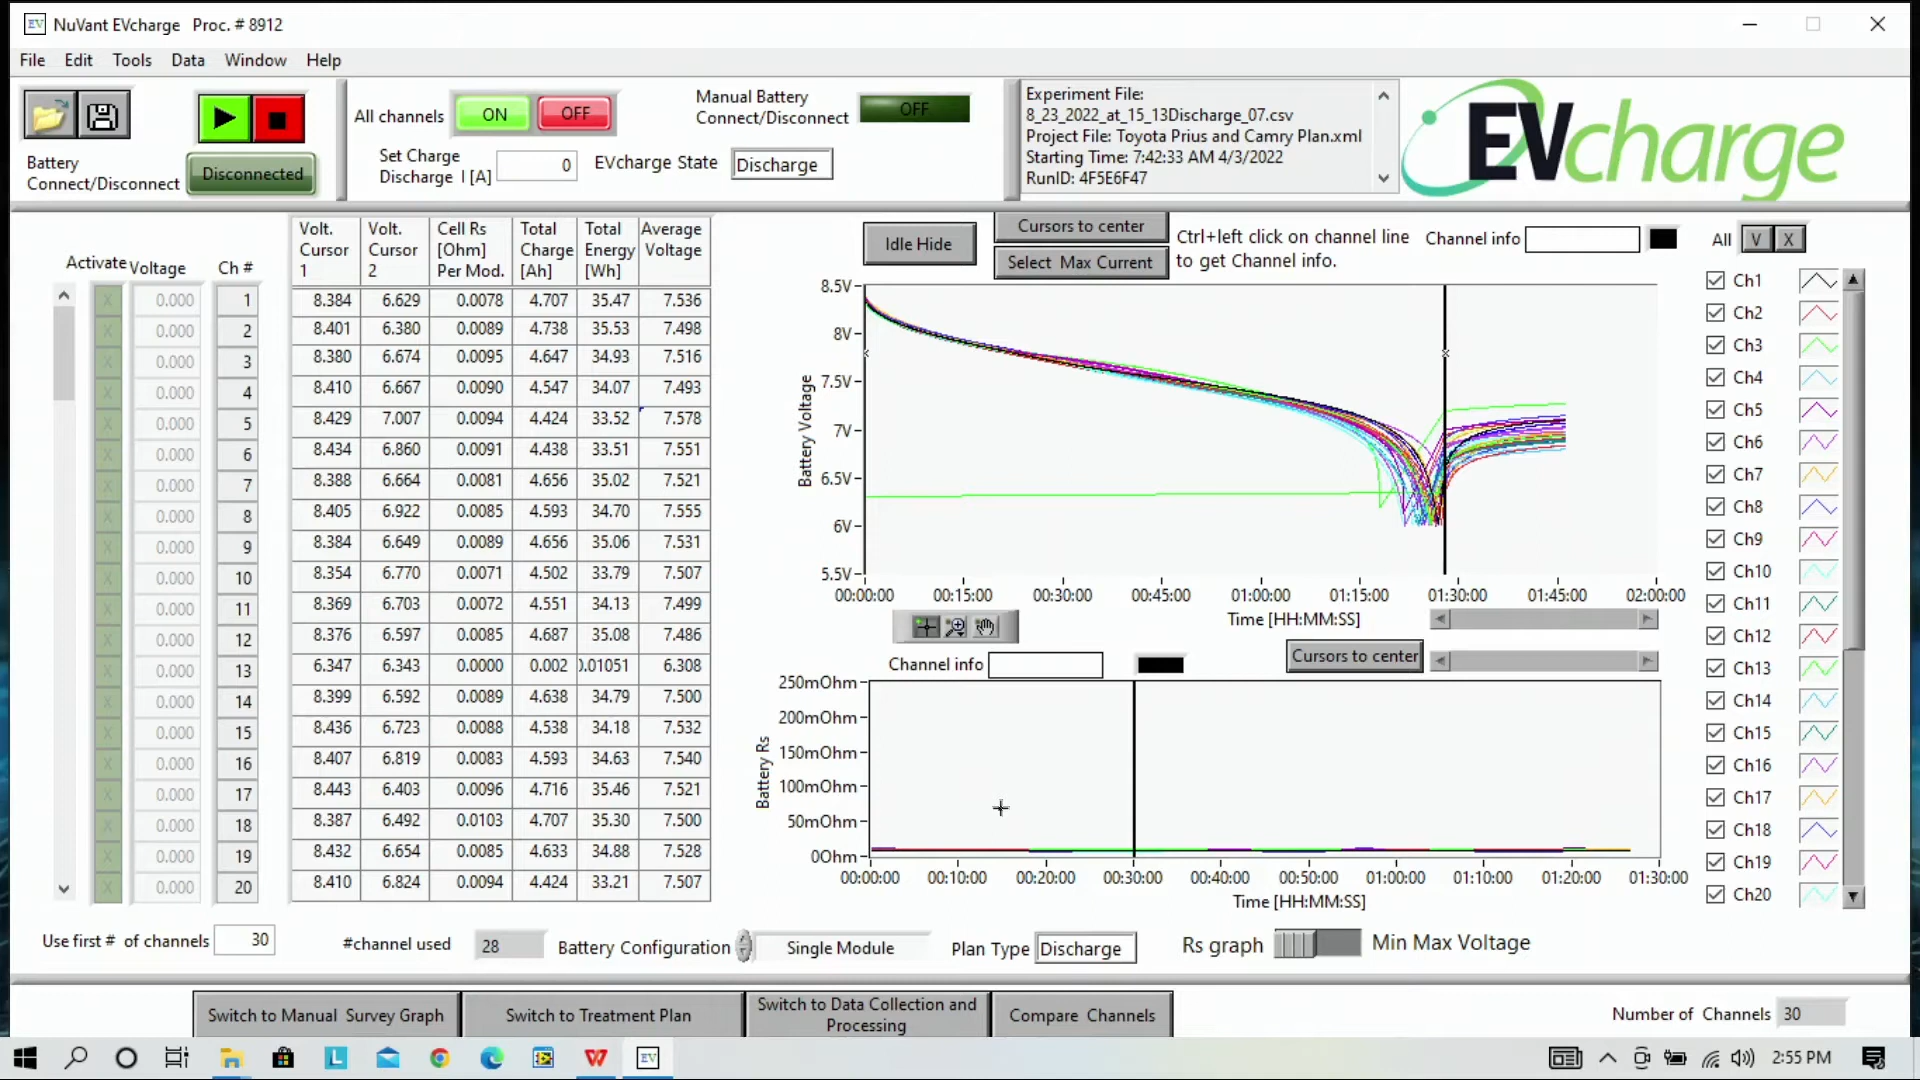 EV NuVant EVcharge Proc. # 8912
File Edit Tools Data Window Help
Battery
Connect/Disconnect
Disconnected
All channels ON OFF
Set Charge
Discharge I [A] 0
EVcharge State Discharge
Manual Battery
Connect/Disconnect
OFF
Experiment File:
8_23_2022_at_15_13Discharge_07.csv
Project File: Toyota Prius and Camry Plan.xml
Starting Time: 7:42:33 AM 4/3/2022
RunID: 4F5E6F47
EVcharge
Activate Voltage Ch #
Volt. Cursor 1
Volt. Cursor 2
Cell Rs [Ohm] Per Mod.
Total Charge [Ah]
Total Energy [Wh]
Average Voltage
X 0.000 1 8.384 6.629 0.0078 4.707 35.47 7.536
X 0.000 2 8.401 6.380 0.0089 4.738 35.53 7.498
X 0.000 3 8.380 6.674 0.0095 4.647 34.93 7.516
X 0.000 4 8.410 6.667 0.0090 4.547 34.07 7.493
X 0.000 5 8.429 7.007 0.0094 4.424 33.52 7.578
X 0.000 6 8.434 6.860 0.0091 4.438 33.51 7.551
X 0.000 7 8.388 6.664 0.0081 4.656 35.02 7.521
X 0.000 8 8.405 6.922 0.0085 4.593 34.70 7.555
X 0.000 9 8.384 6.649 0.0089 4.656 35.06 7.531
X 0.000 10 8.354 6.770 0.0071 4.502 33.79 7.507
X 0.000 11 8.369 6.703 0.0072 4.551 34.13 7.499
X 0.000 12 8.376 6.597 0.0085 4.687 35.08 7.486
X 0.000 13 6.347 6.343 0.0000 0.002 0.01051 6.308
X 0.000 14 8.399 6.592 0.0089 4.638 34.79 7.500
X 0.000 15 8.436 6.723 0.0088 4.538 34.18 7.532
X 0.000 16 8.407 6.819 0.0083 4.593 34.63 7.540
X 0.000 17 8.443 6.403 0.0096 4.716 35.46 7.521
X 0.000 18 8.387 6.492 0.0103 4.707 35.30 7.500
X 0.000 19 8.432 6.654 0.0085 4.633 34.88 7.528
X 0.000 20 8.410 6.824 0.0094 4.424 33.21 7.507
Idle Hide
Cursors to center
Select Max Current
Ctrl+left click on channel line
to get Channel info.
Channel info
All V X
Battery Voltage
8.5V
8V
7.5V
7V
6.5V
6V
5.5V
00:00:00 00:15:00 00:30:00 00:45:00 01:00:00 01:15:00 01:30:00 01:45:00 02:00:00
Time [HH:MM:SS]
Channel info
Cursors to center
Battery Rs
250mOhm
200mOhm
150mOhm
100mOhm
50mOhm
0Ohm
00:00:00 00:10:00 00:20:00 00:30:00 00:40:00 00:50:00 01:00:00 01:10:00 01:20:00 01:30:00
Time [HH:MM:SS]
Ch1
Ch2
Ch3
Ch4
Ch5
Ch6
Ch7
Ch8
Ch9
Ch10
Ch11
Ch12
Ch13
Ch14
Ch15
Ch16
Ch17
Ch18
Ch19
Ch20
Use first # of channels 30
#channel used 28
Battery Configuration Single Module
Plan Type Discharge
Rs graph Min Max Voltage
Switch to Manual Survey Graph
Switch to Treatment Plan
Switch to Data Collection and
Processing
Compare Channels
Number of Channels 30
L
W
EV
2:55 PM